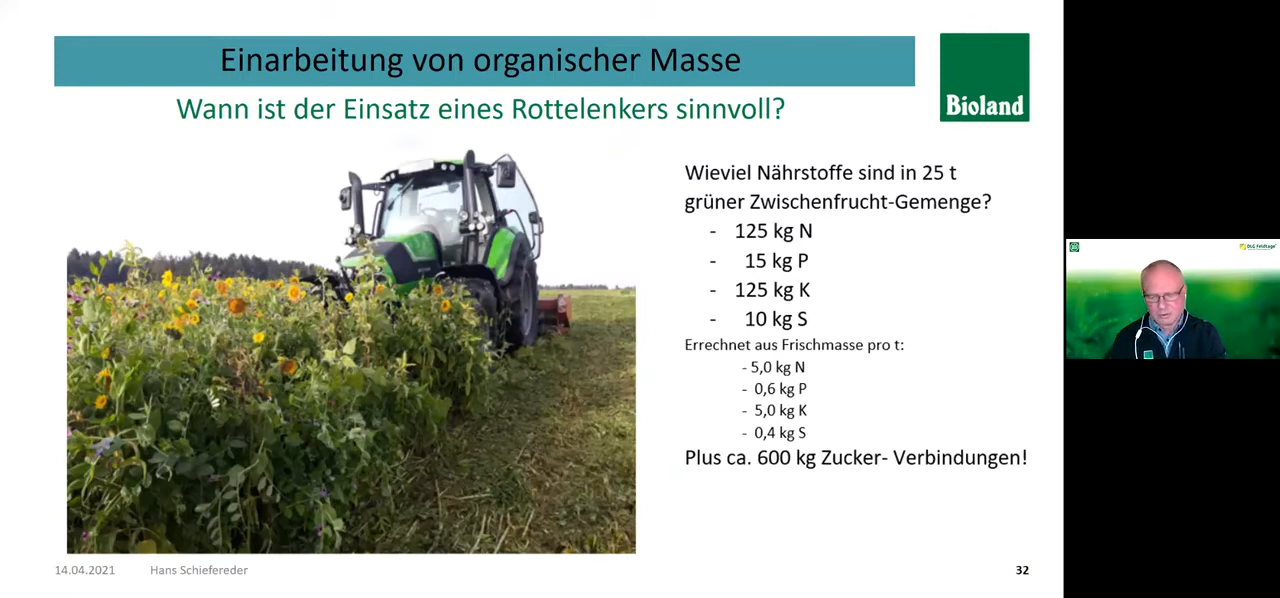 Einarbeitung von organischer Masse
Wann ist der Einsatz eines Rottelenkers sinnvoll?
Bioland
Wieviel Nährstoffe sind in 25 t
grüner Zwischenfrucht-Gemenge?
- 125 kg N
- 15 kg P
- 125 kg K
- 10 kg S
Errechnet aus Frischmasse pro t:
- 5,0 kg N
- 0,6 kg P
- 5,0 kg K
- 0,4 kg S
Plus ca. 600 kg Zucker- Verbindungen!
DLG Feldtage
14.04.2021 Hans Schiefereder
32